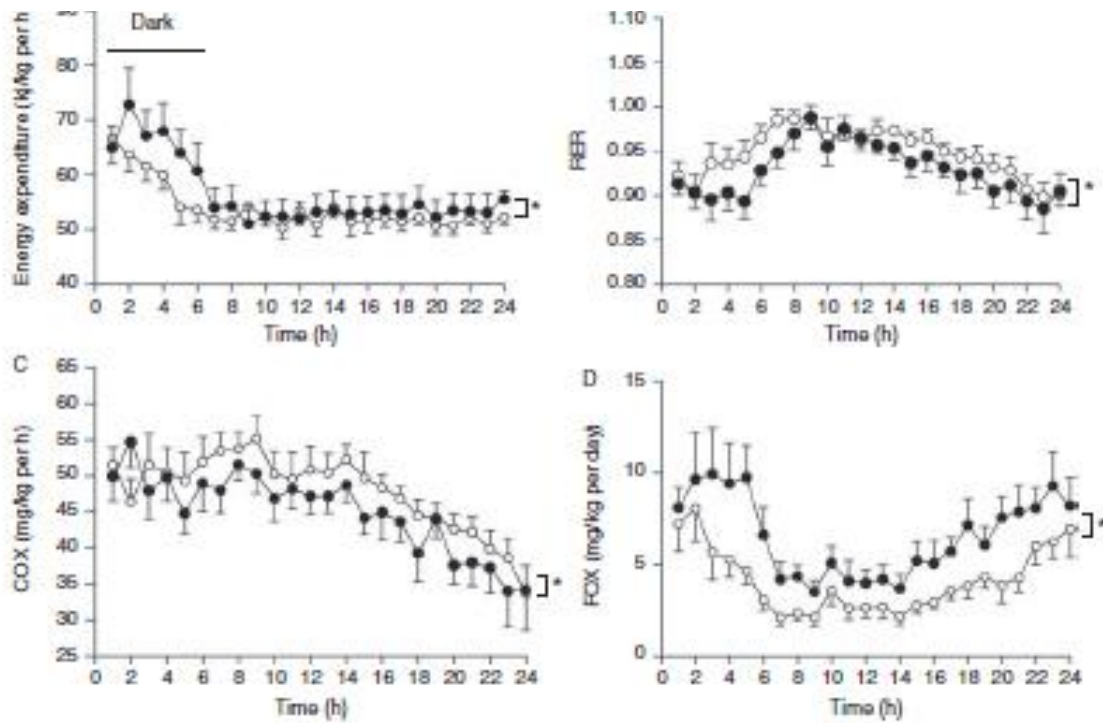 Dark
Energy expenditure (kj/kg per h)
80
70
60
50
40
*
0 2 4 6 8 10 12 14 16 18 20 22 24
Time (h)
RER
1.10
1.05
1.00
0.95
0.90
0.85
0.80
*
0 2 4 6 8 10 12 14 16 18 20 22 24
Time (h)
C
COX (mg/kg per h)
65
60
55
50
45
40
35
30
25
*
0 2 4 6 8 10 12 14 16 18 20 22 24
Time (h)
D
FOX (mg/kg per day)
15
10
5
0
*
0 2 4 6 8 10 12 14 16 18 20 22 24
Time (h)